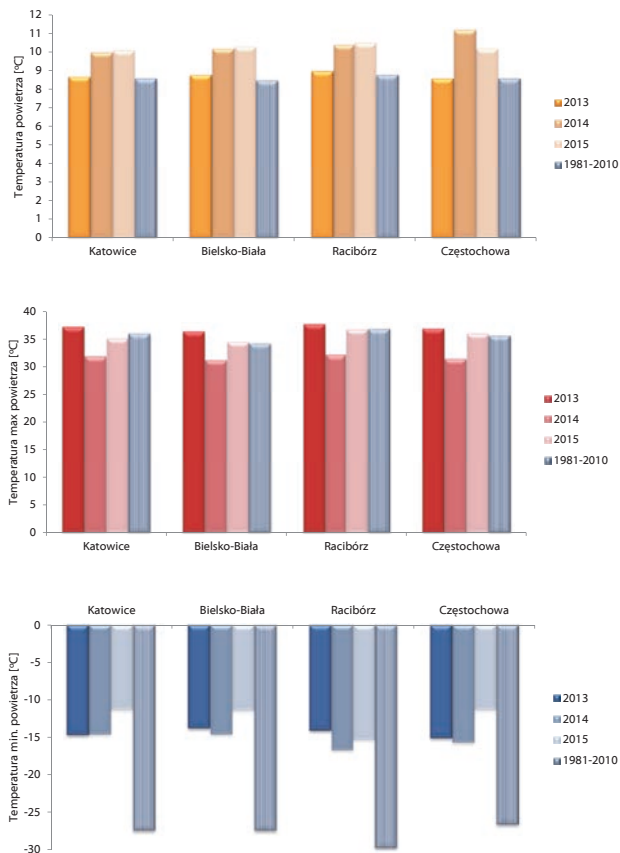 Temperatura powietrza [ºC]
12
11
10
9
8
7
6
5
4
3
2
1
0
Katowice
Bielsko-Biała
Racibórz
Częstochowa
2013
2014
2015
1981-2010
Temperatura max powietrza [ºC]
40
35
30
25
20
15
10
5
0
Katowice
Bielsko-Biała
Racibórz
Częstochowa
2013
2014
2015
1981-2010
Temperatura min. powietrza [ºC]
Katowice
Bielsko-Biała
Racibórz
Częstochowa
0
-5
-10
-15
-20
-25
-30
2013
2014
2015
1981-2010